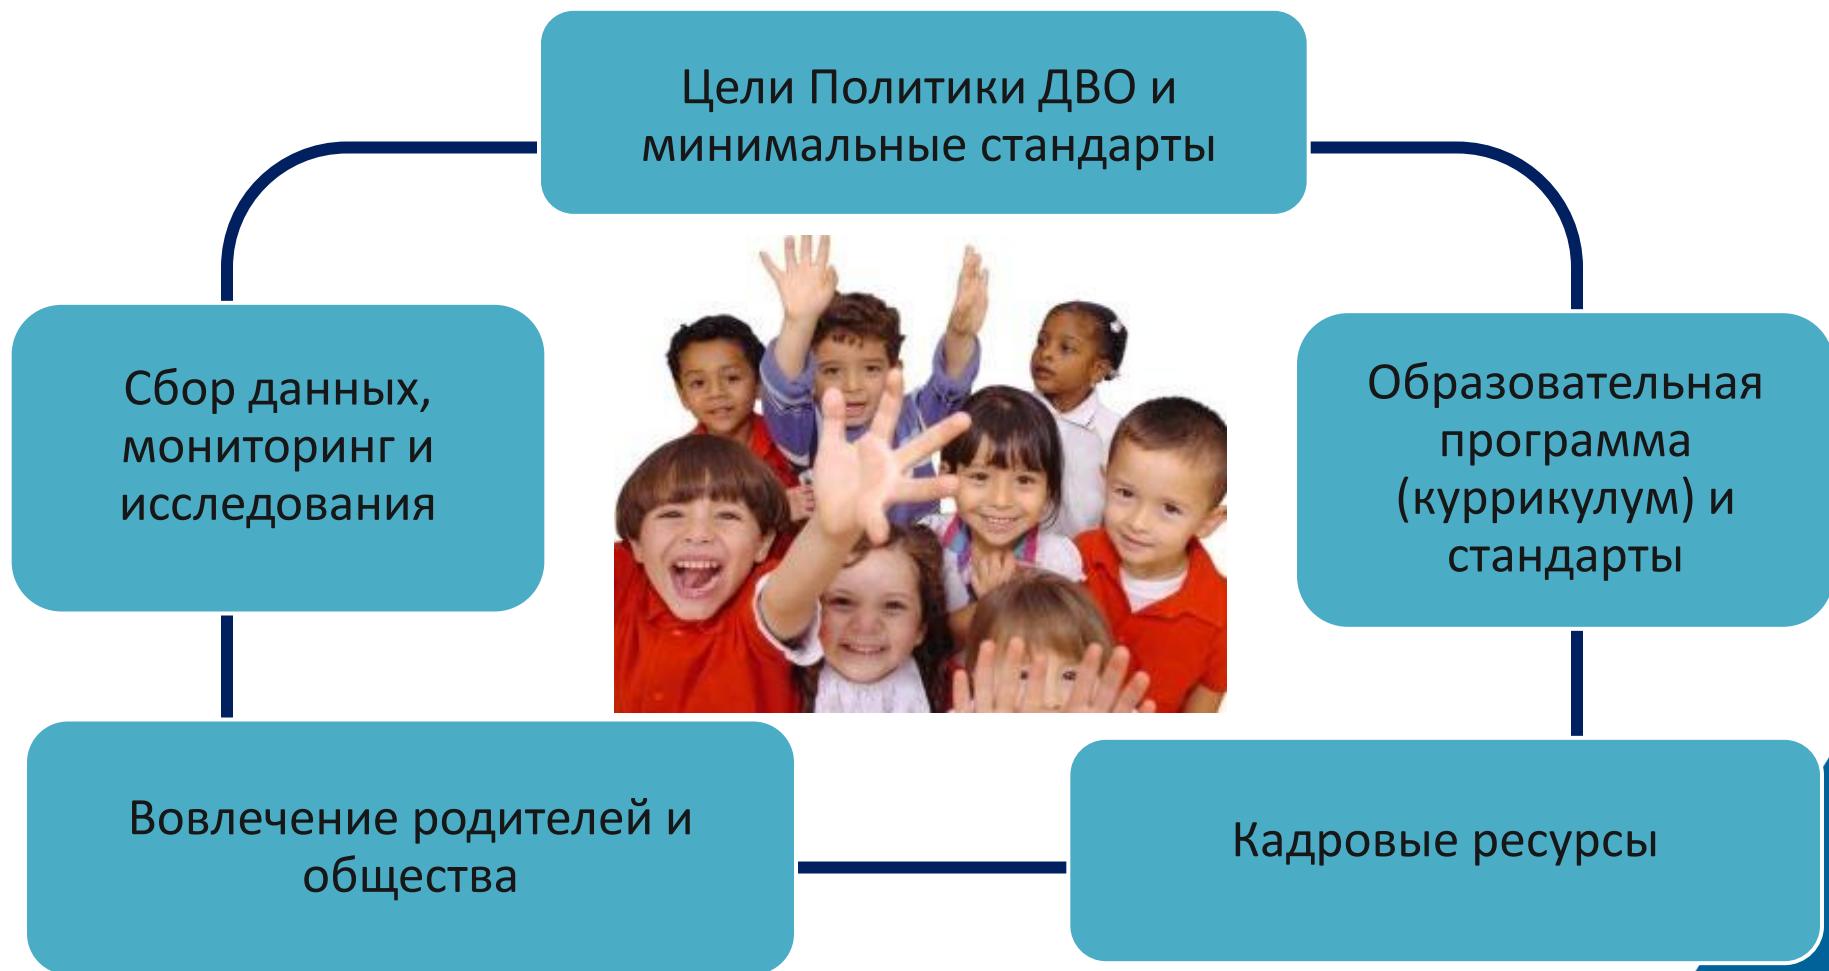 Цели Политики ДВО и
минимальные стандарты
Сбор данных,
мониторинг и
исследования
Образовательная
программа
(куррикулум) и
стандарты
Вовлечение родителей и
общества
Кадровые ресурсы